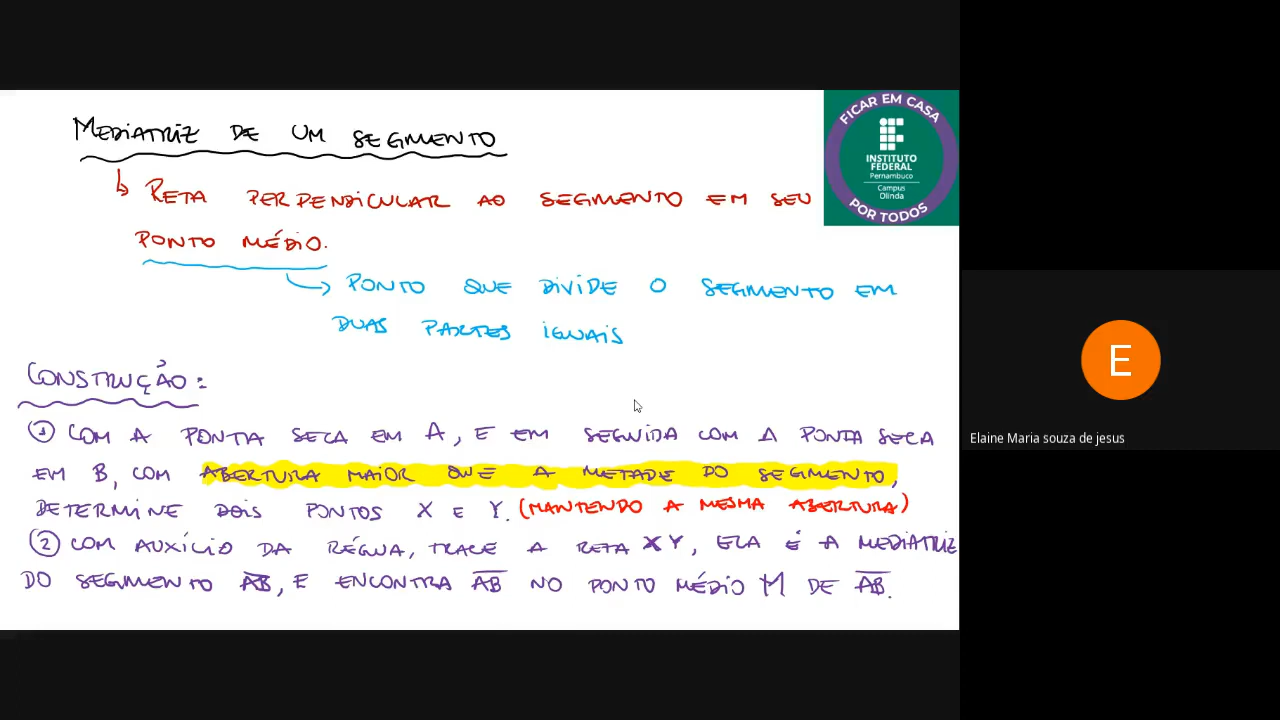 MEDIATRIZ DE UM SEGMENTO
RETA PERPENDICULAR AO SEGMENTO EM SEU
PONTO MÉDIO.
PONTO QUE DIVIDE O SEGMENTO EM
DUAS PARTES IGUAIS
CONSTRUÇÃO:
1 COM A PONTA SECA EM A, E EM SEGUIDA COM A PONTA SECA
EM B, COM ABERTURA MAIOR QUE A METADE DO SEGMENTO,
DETERMINE DOIS PONTOS X E Y. (MANTENDO A MESMA ABERTURA)
2 COM AUXÍCIO DA RÉGUA, TRACE A RETA XY, ELA É A MEDIATRIZ
DO SEGMENTO A̅B̅, E ENCONTRA A̅B̅ NO PONTO MÉDIO M DE A̅B̅.
FICAR EM CASA
INSTITUTO
FEDERAL
Pernambuco
Campus
Olinda
POR TODOS
E
Elaine Maria souza de jesus